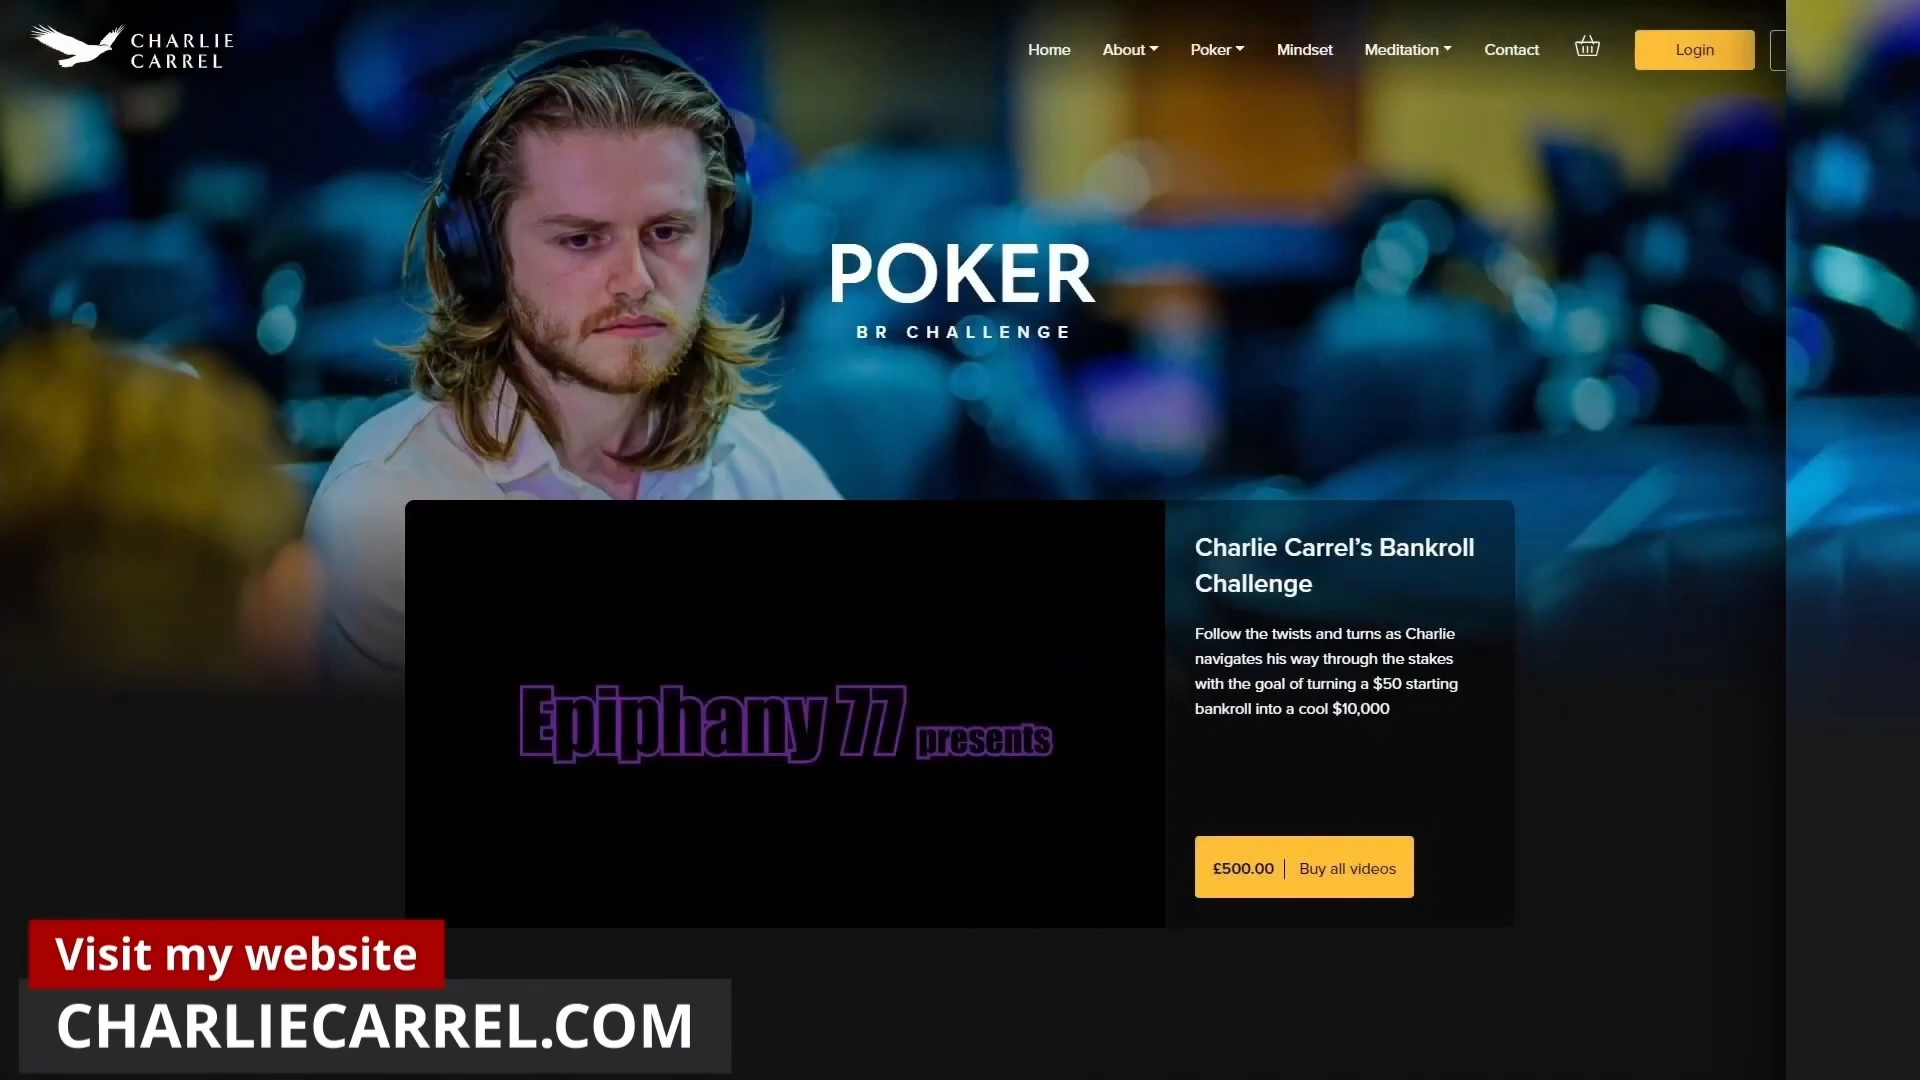 CHARLIE
CARREL
Home About Poker Mindset Meditation Contact Login
POKER
BR CHALLENGE
Epiphany 77 presents
Charlie Carrel’s Bankroll
Challenge
Follow the twists and turns as Charlie
navigates his way through the stakes
with the goal of turning a $50 starting
bankroll into a cool $10,000
£500.00 | Buy all videos
Visit my website
CHARLIECARREL.COM